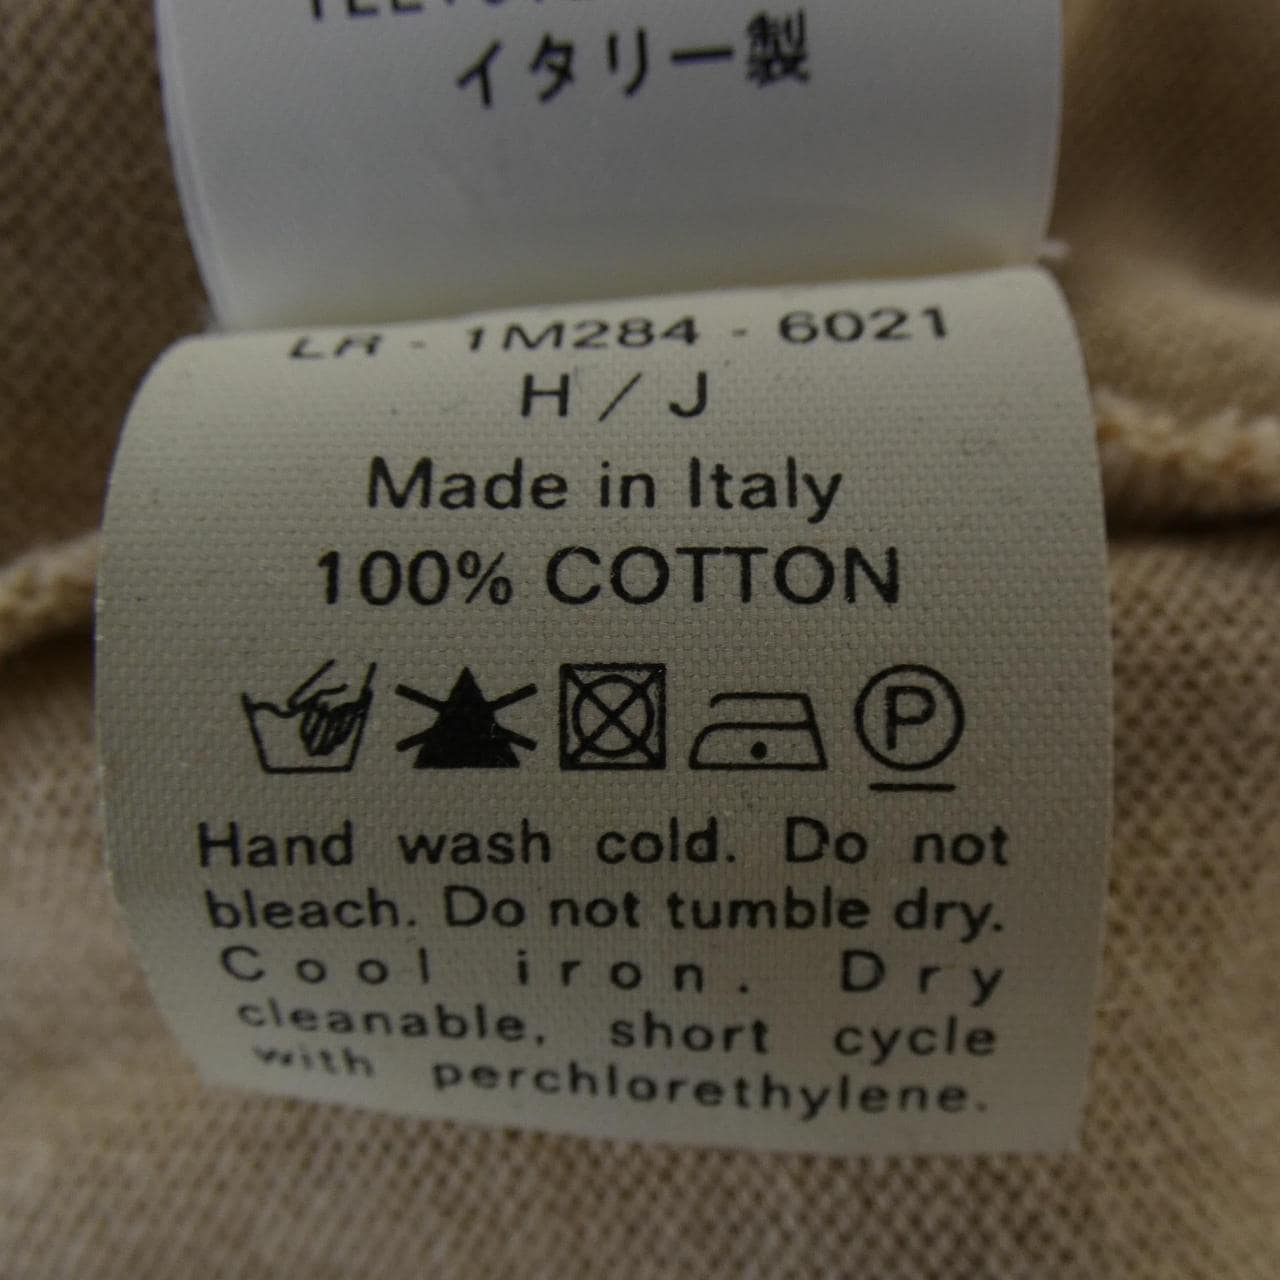 イタリー製
LR - 1M284 - 6021
H / J
Made in Italy
100% COTTON
P
Hand wash cold. Do not
bleach. Do not tumble dry.
Cool iron. Dry
cleanable, short cycle
with perchlorethylene.